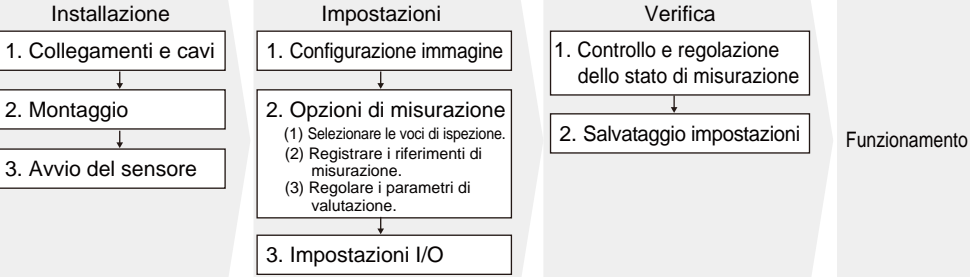 Installazione
1. Collegamenti e cavi
2. Montaggio
3. Avvio del sensore
Impostazioni
1. Configurazione immagine
2. Opzioni di misurazione
(1) Selezionare le voci di ispezione.
(2) Registrare i riferimenti di
misurazione.
(3) Regolare i parametri di
valutazione.
3. Impostazioni I/O
Verifica
1. Controllo e regolazione
dello stato di misurazione
2. Salvataggio impostazioni
Funzionamento